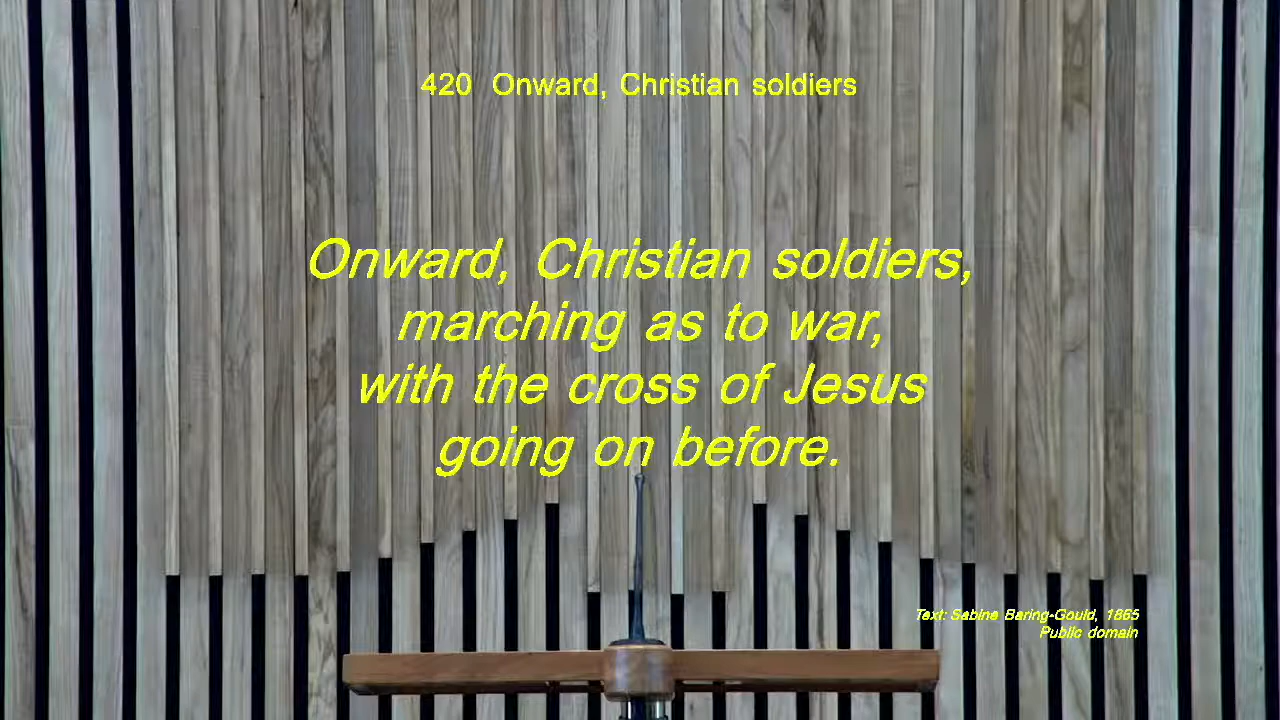 420 Onward, Christian soldiers
Onward, Christian soldiers,
marching as to war,
with the cross of Jesus
going on before.
Text: Sabine Baring-Gould, 1865
Public domain